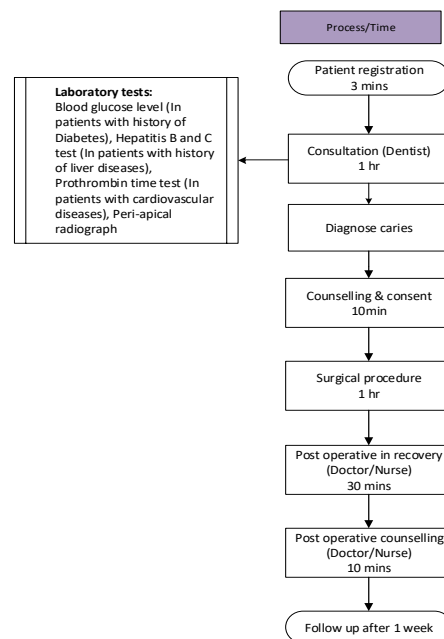 Process/Time
Patient registration
3 mins
Laboratory tests:
Blood glucose level (In
patients with history of
Diabetes), Hepatitis B and C
test (In patients with history
of liver diseases),
Prothrombin time test (In
patients with cardiovascular
diseases), Peri-apical
radiograph
Consultation (Dentist)
1 hr
Diagnose caries
Counselling & consent
10min
Surgical procedure
1 hr
Post operative in recovery
(Doctor/Nurse)
30 mins
Post operative counselling
(Doctor/Nurse)
10 mins
Follow up after 1 week